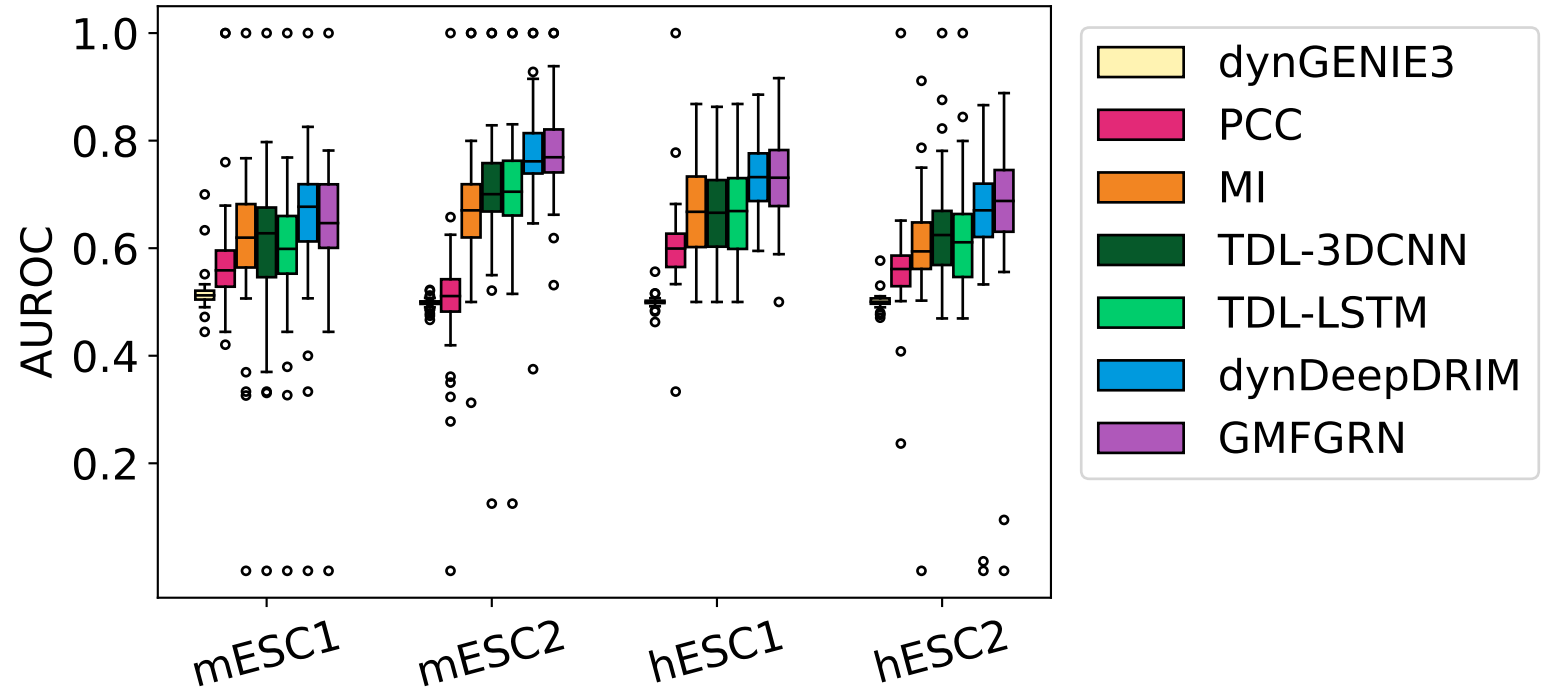 AUROC
1.0
0.8
0.6
0.4
0.2
mESC1
mESC2
hESC1
hESC2
dynGENIE3
PCC
MI
TDL-3DCNN
TDL-LSTM
dynDeepDRIM
GMFGRN